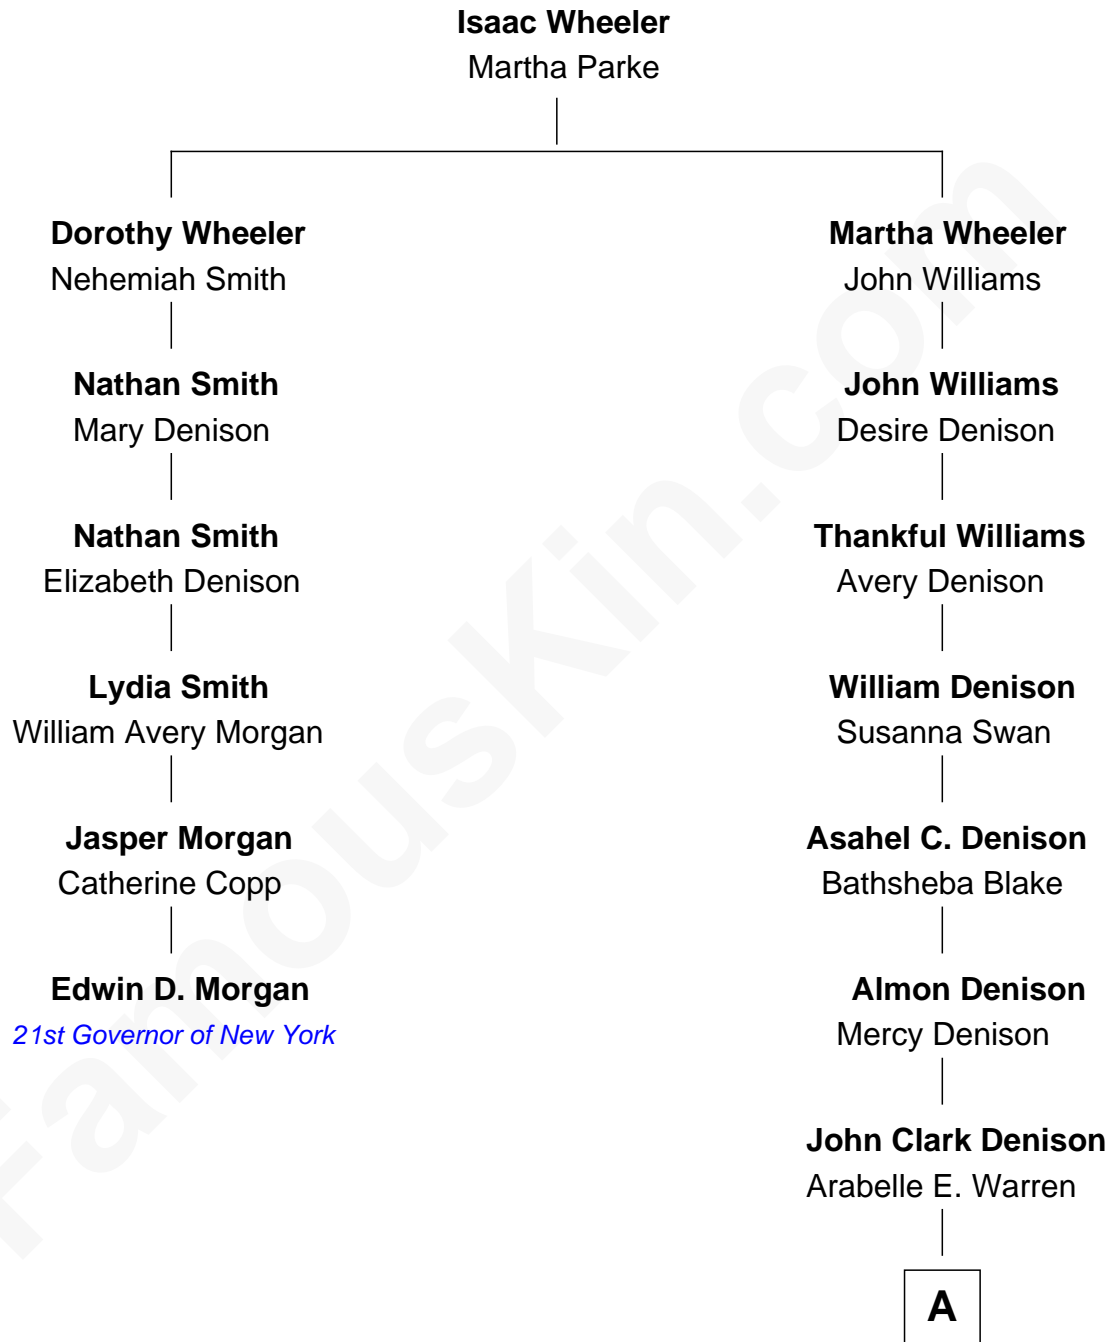 Isaac Wheeler
Martha Parke
Dorothy Wheeler
Nehemiah Smith
Martha Wheeler
John Williams
Nathan Smith
Mary Denison
John Williams
Desire Denison
Nathan Smith
Elizabeth Denison
Thankful Williams
Avery Denison
Lydia Smith
William Avery Morgan
William Denison
Susanna Swan
Jasper Morgan
Catherine Copp
Asahel C. Denison
Bathsheba Blake
Edwin D. Morgan
21st Governor of New York
Almon Denison
Mercy Denison
John Clark Denison
Arabelle E. Warren
A
FamousKin.com